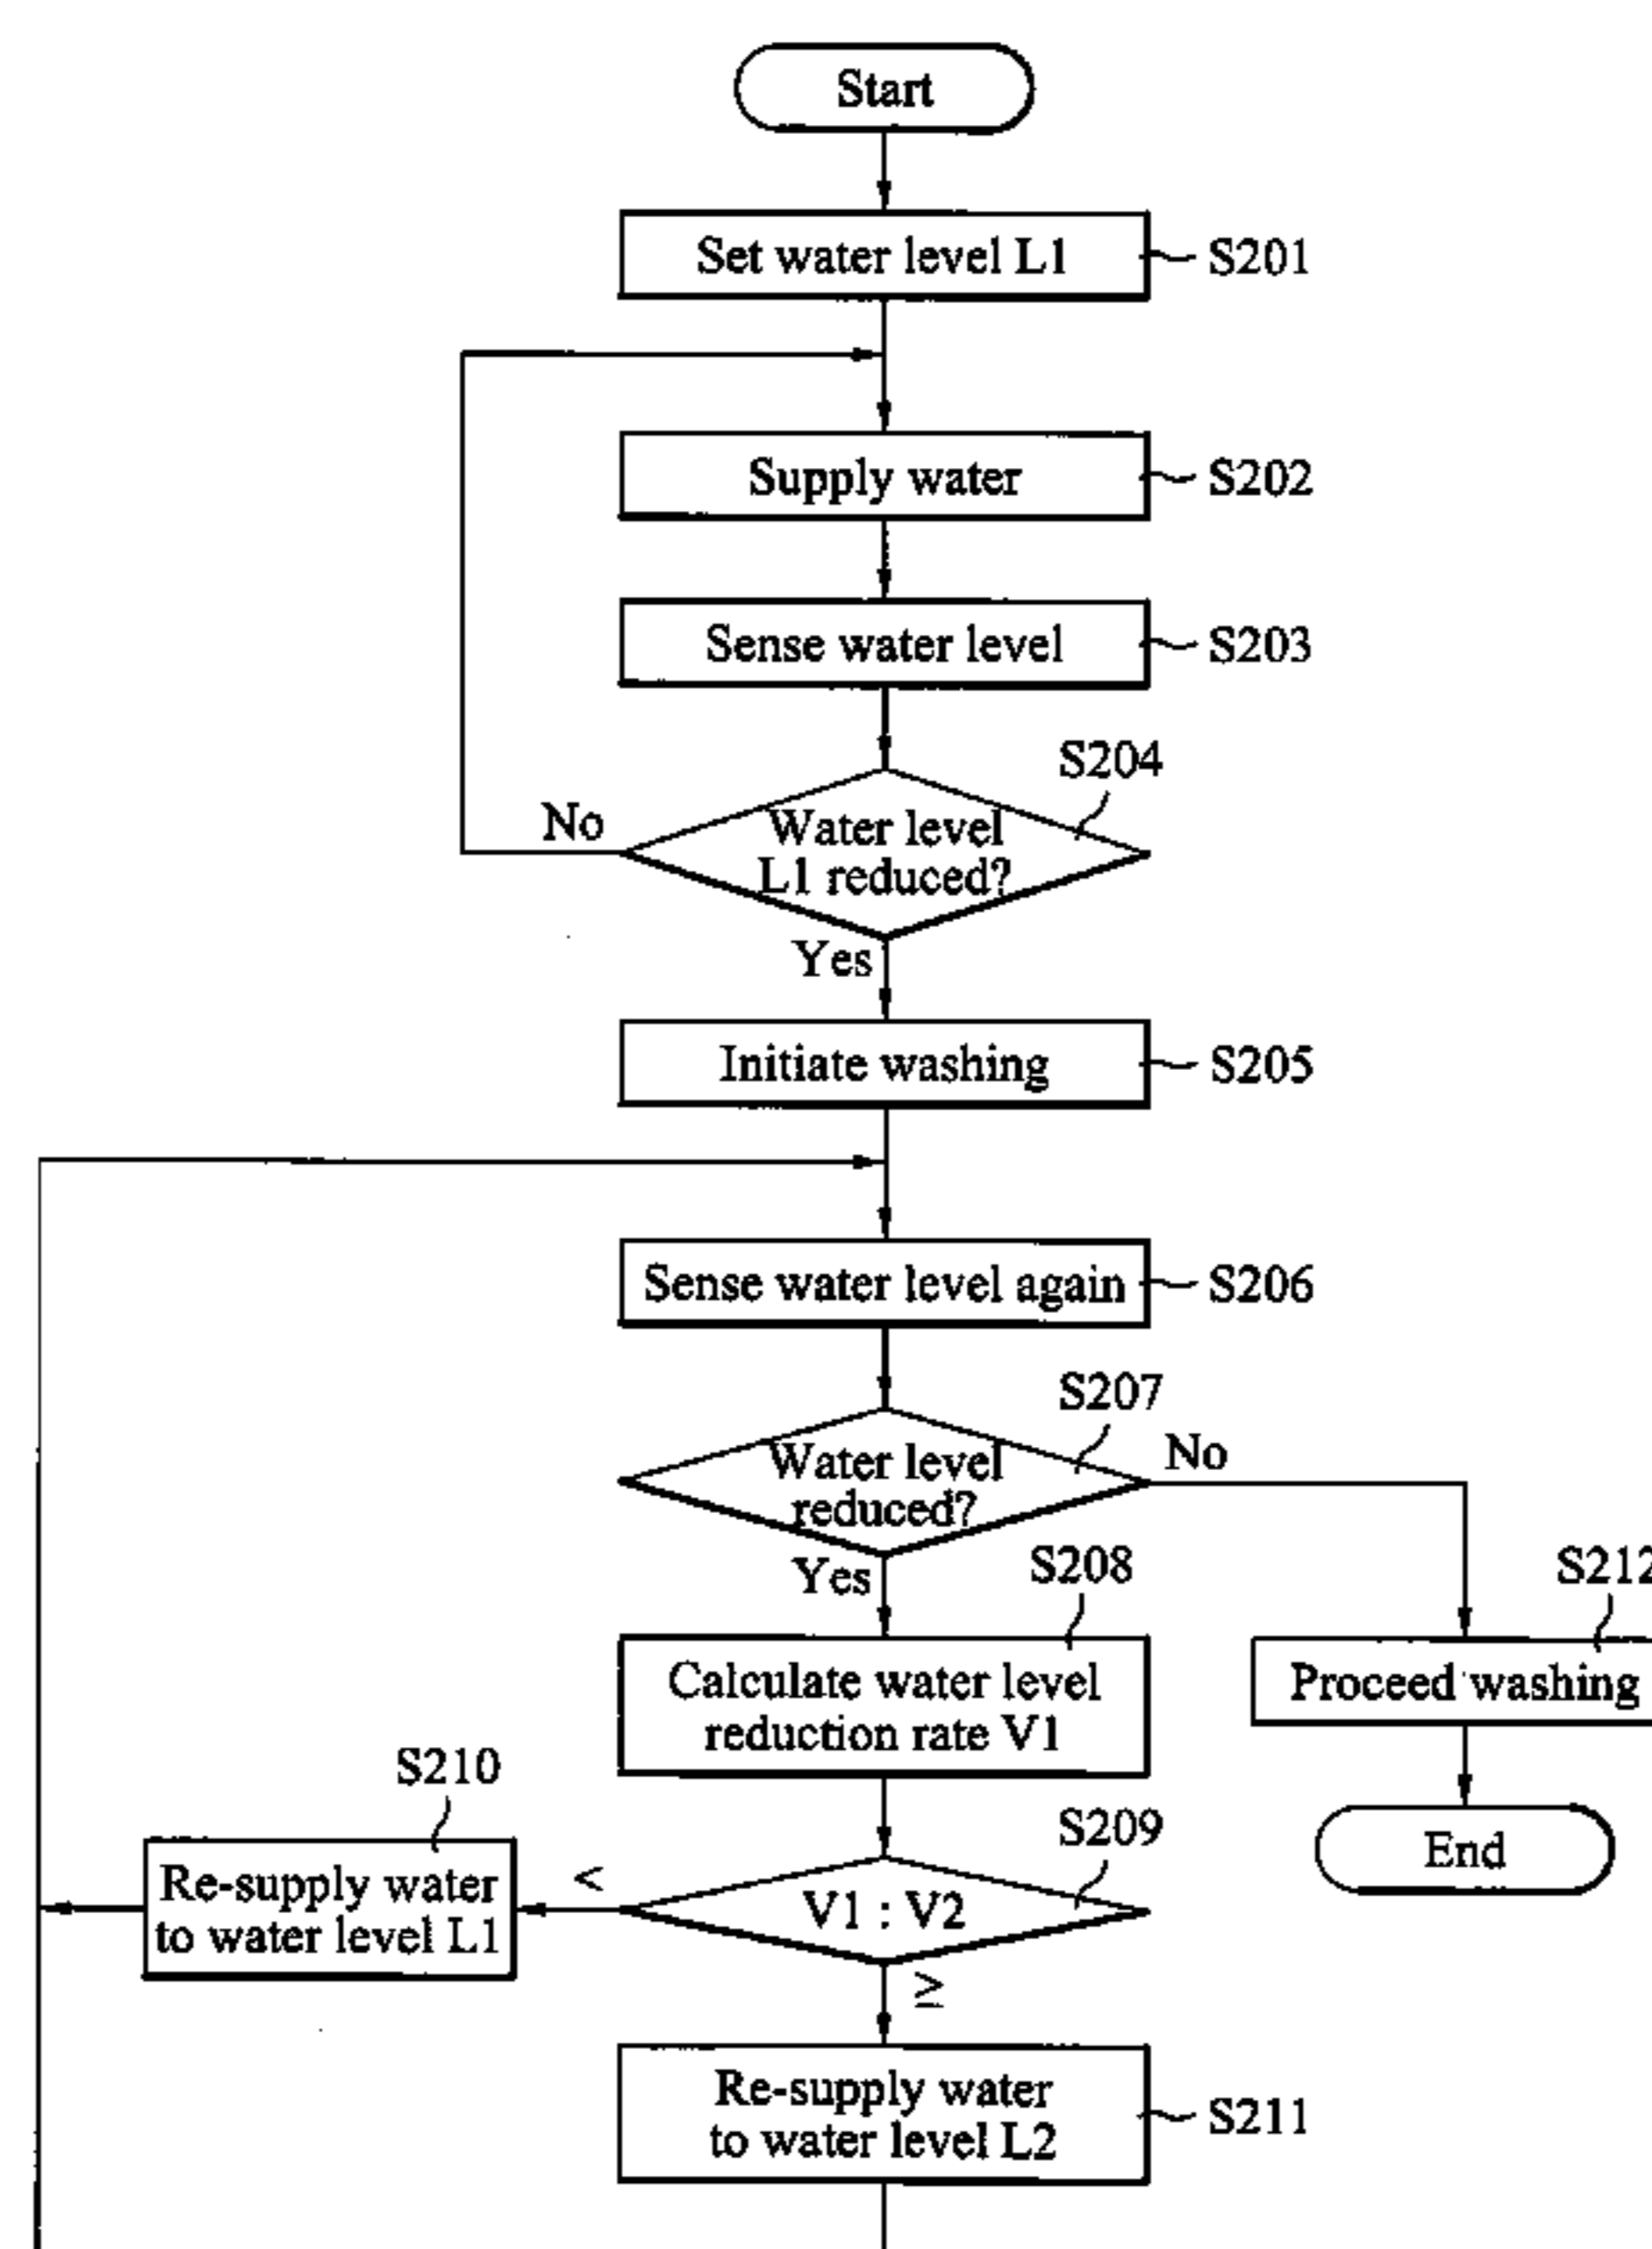 Start
Set water level L1
S201
Supply water
S202
Sense water level
S203
S204
No
Water level
L1 reduced?
Yes
Initiate washing
S205
Sense water level again
S206
S207
No
Water level
reduced?
Yes
S208
S212
Calculate water level
reduction rate V1
Proceed washing
S210
S209
End
Re-supply water
to water level L1
<
V1 : V2
≥
Re-supply water
to water level L2
S211